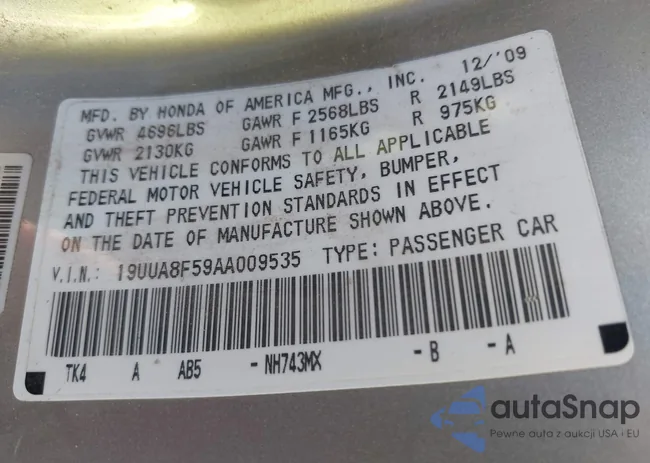 MFD. BY HONDA OF AMERICA MFG., INC. 12/'09
GVWR 4696LBS GAWR F 2568LBS R 2149LBS
GVWR 2130KG GAWR F 1165KG R 975KG
THIS VEHICLE CONFORMS TO ALL APPLICABLE
FEDERAL MOTOR VEHICLE SAFETY, BUMPER,
AND THEFT PREVENTION STANDARDS IN EFFECT
ON THE DATE OF MANUFACTURE SHOWN ABOVE.
V.I.N.: 19UUA8F59AA009535 TYPE: PASSENGER CAR
TK4 A AB5 -NH743MX -B -A
autaSnap
Pewne auta z aukcji USA i EU